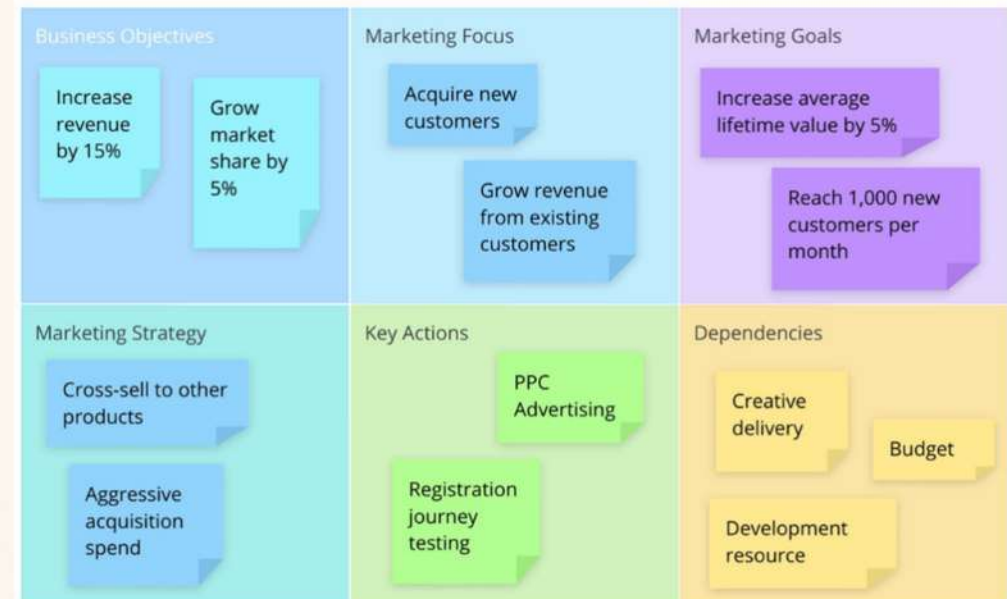 Business Objectives
Increase
revenue
by 15%
Grow
market
share by
5%
Marketing Focus
Acquire new
customers
Grow revenue
from existing
customers
Marketing Goals
Increase average
lifetime value by 5%
Reach 1,000 new
customers per
month
Marketing Strategy
Cross-sell to other
products
Aggressive
acquisition
spend
Key Actions
PPC
Advertising
Registration
journey
testing
Dependencies
Creative
delivery
Budget
Development
resource